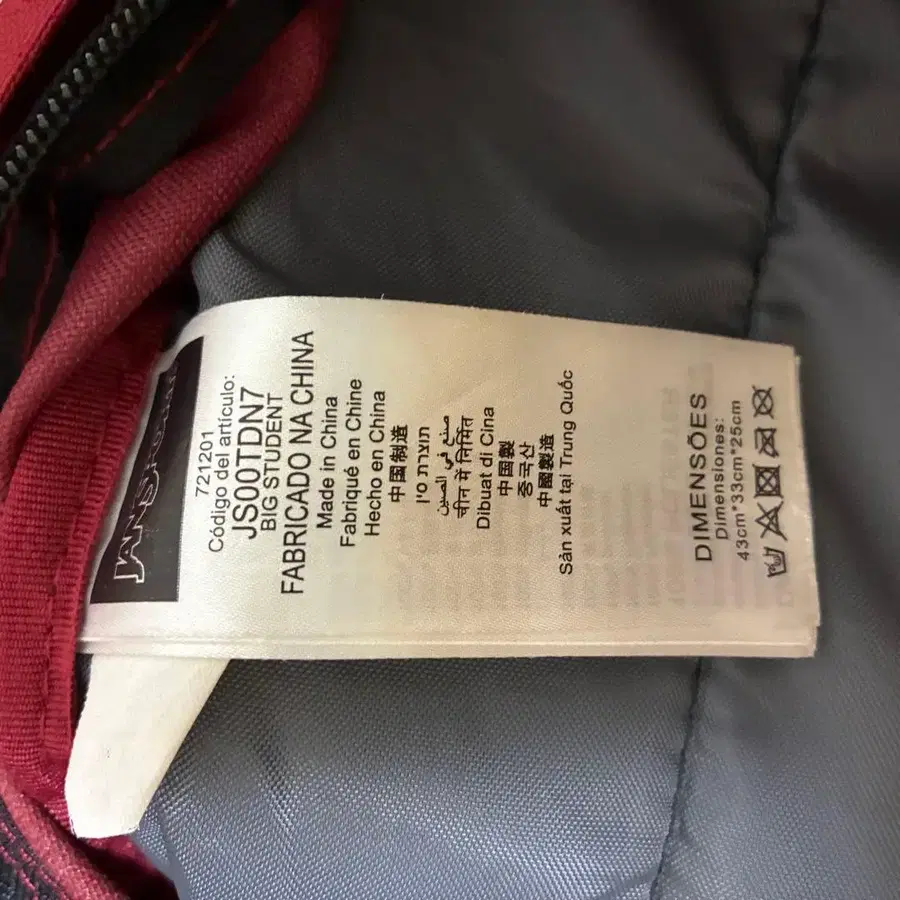 JANSPORT
721201
Código del artículo:
JS00TDN7
BIG STUDENT
FABRICADO NA CHINA
Made in China
Fabriqué en Chine
Hecho en China
中国制造
תוצרת סין
صنع في الصين
चीन में निर्मित
Dibuat di Cina
中国製
중국산
中國製造
Sản xuất tại Trung Quốc
DIMENSÕES
Dimensiones:
43cm*33cm*25cm